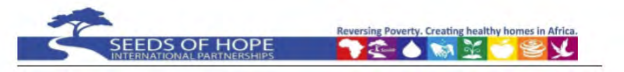 Reversing Poverty. Creating healthy homes in Africa.
SEEDS OF HOPE
INTERNATIONAL PARTNERSHIPS